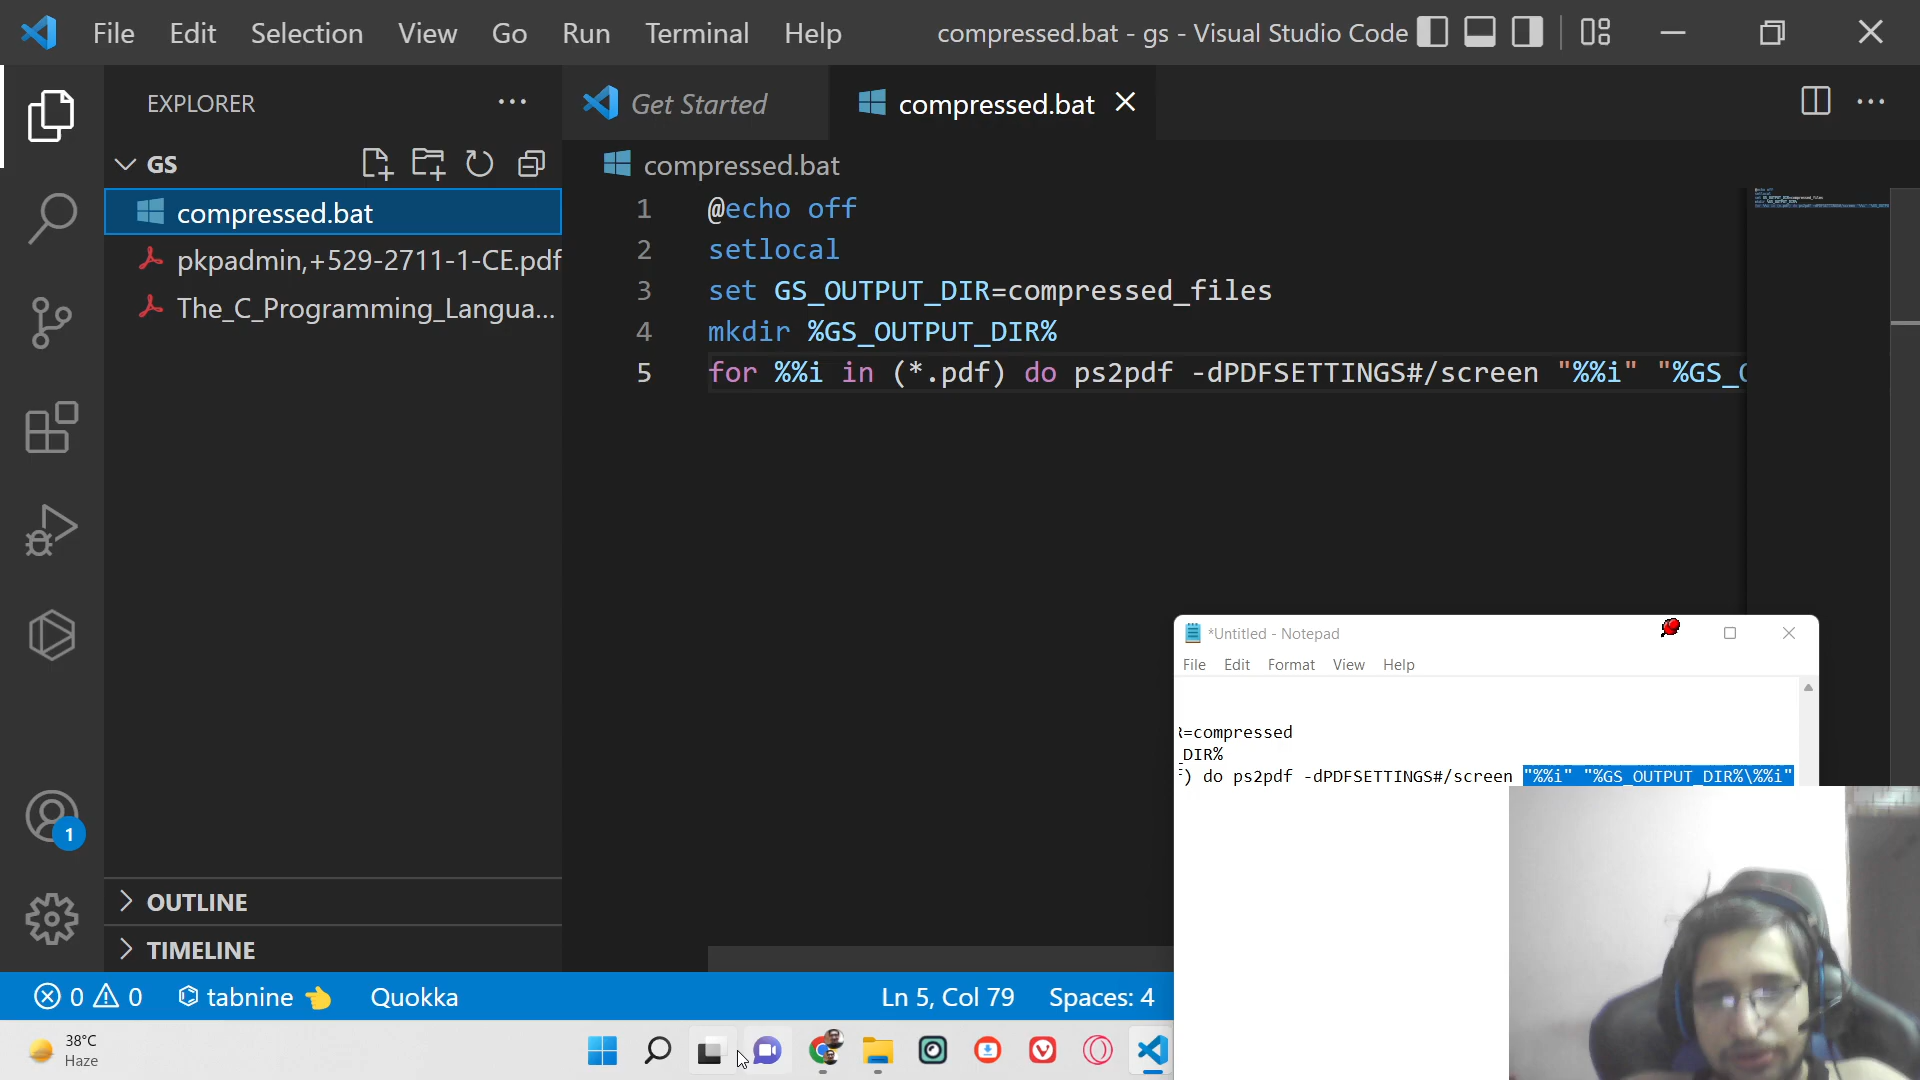 File Edit Selection View Go Run Terminal Help compressed.bat - gs - Visual Studio Code
EXPLORER
Get Started
compressed.bat
GS
compressed.bat
compressed.bat
pkpadmin,+529-2711-1-CE.pdf
The_C_Programming_Langua...
1 @echo off
2 setlocal
3 set GS_OUTPUT_DIR=compressed_files
4 mkdir %GS_OUTPUT_DIR%
5 for %%i in (*.pdf) do ps2pdf -dPDFSETTINGS#/screen "%%i" "%GS_
*Untitled - Notepad
File Edit Format View Help
=compressed
_DIR%
) do ps2pdf -dPDFSETTINGS#/screen "%%i" "%GS_OUTPUT_DIR%\%%i"
1
OUTLINE
TIMELINE
0 0 tabnine Quokka Ln 5, Col 79 Spaces: 4
38°C
Haze